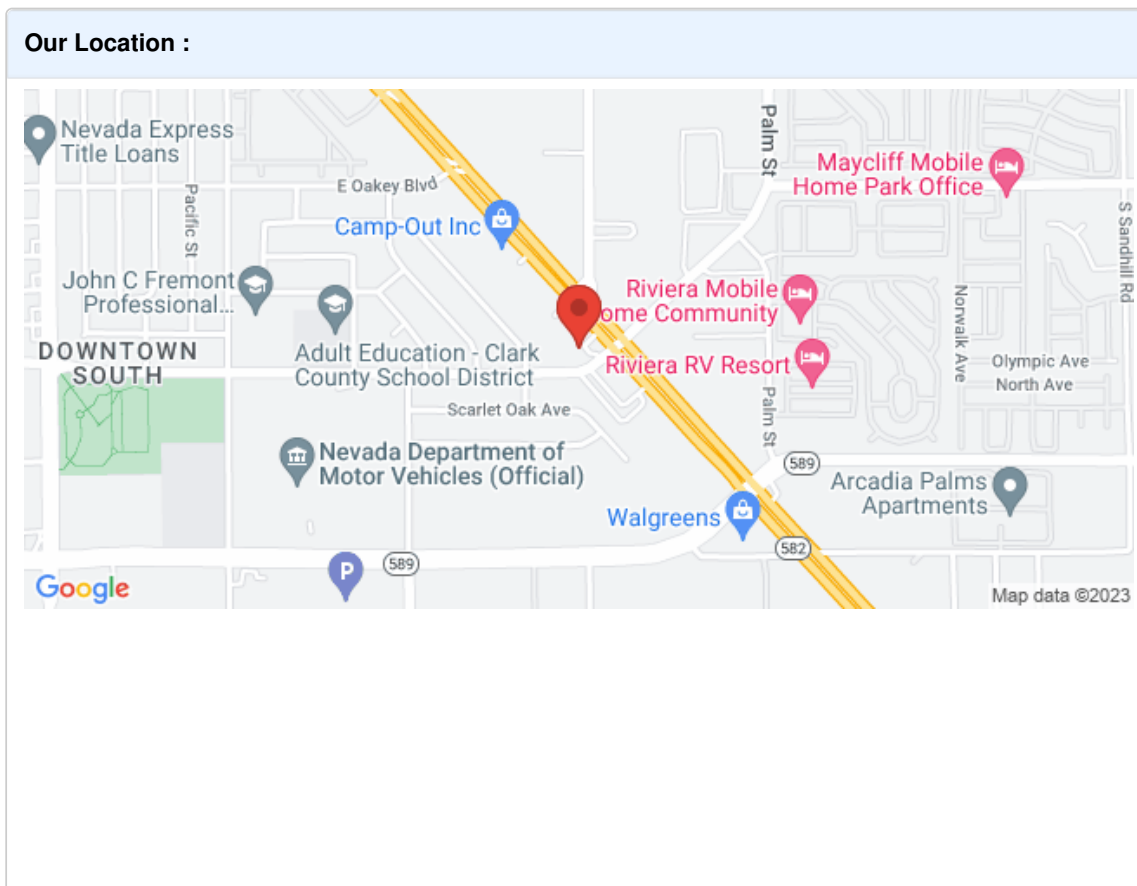 Our Location :
Nevada Express
Title Loans
Pacific St
E Oakey Blvd
Camp-Out Inc
Palm St
Maycliff Mobile
Home Park Office
S Sandhill Rd
John C Fremont
Professional...
Adult Education - Clark
County School District
Riviera Mobile
ome Community
Riviera RV Resort
Norwalk Ave
Olympic Ave
North Ave
DOWNTOWN
SOUTH
Scarlet Oak Ave
Palm St
Nevada Department of
Motor Vehicles (Official)
589
Arcadia Palms
Apartments
Walgreens
582
589
P
Google
Map data ©2023